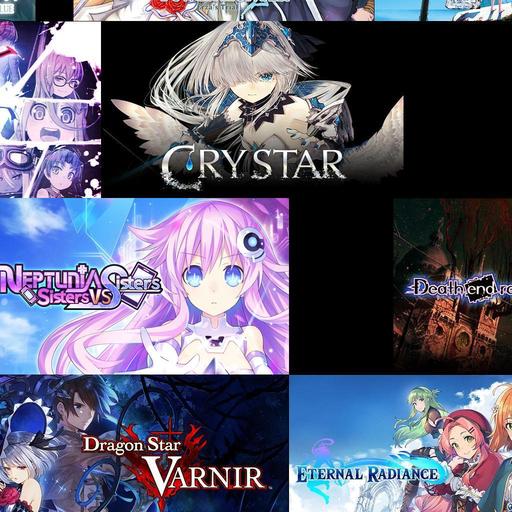 CRYSTAR
NEPTUNIA Sisters
Sisters VS
Death end re
Dragon Star
VARNIR
ETERNAL RADIANCE